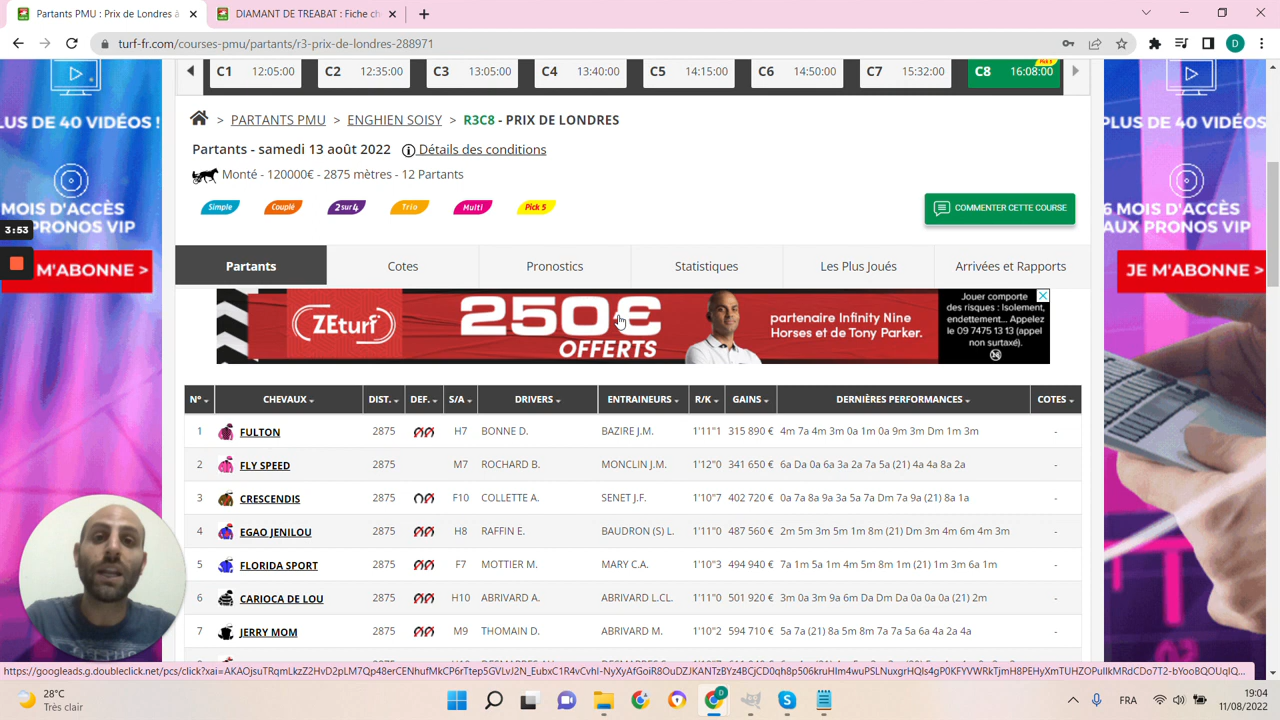 Partants PMU : Prix de Londres à
DIAMANT DE TREABAT : Fiche ch
turf-fr.com/courses-pmu/partants/r3-prix-de-londres-288971
D
C1 12:05:00 C2 12:35:00 C3 13:05:00 C4 13:40:00 C5 14:15:00 C6 14:50:00 C7 15:32:00 C8 16:08:00
Pick 5
> PARTANTS PMU > ENGHIEN SOISY > R3C8 - PRIX DE LONDRES
Partants - samedi 13 août 2022 Détails des conditions
Monté - 120000€ - 2875 mètres - 12 Partants
Simple Couplé 2sur4 Trio Multi Pick 5
COMMENTER CETTE COURSE
Partants Cotes Pronostics Statistiques Les Plus Joués Arrivées et Rapports
ZEturf
250€
OFFERTS
partenaire Infinity Nine
Horses et de Tony Parker.
Jouer comporte
des risques : Isolement,
endettement... Appelez
le 09 7475 13 13 (appel
non surtaxé).
N° CHEVAUX DIST. DEF. S/A DRIVERS ENTRAINEURS R/K GAINS DERNIÈRES PERFORMANCES COTES
1 FULTON 2875 H7 BONNE D. BAZIRE J.M. 1'11"1 315 890 € 4m 7a 4m 3m 0a 1m 0a 9m 3m Dm 1m 3m -
2 FLY SPEED 2875 M7 ROCHARD B. MONCLIN J.M. 1'12"0 341 650 € 6a Da 0a 6a 3a 2a 7a 5a (21) 4a 4a 8a 2a -
3 CRESCENDIS 2875 F10 COLLETTE A. SENET J.F. 1'10"7 402 720 € 0a 7a 8a 9a 3a 5a 7a Dm 7a 9a (21) 8a 1a -
4 EGAO JENILOU 2875 H8 RAFFIN E. BAUDRON (S) L. 1'11"0 487 560 € 2m 5m 3m 5m 1m 8m (21) Dm 3m 4m 6m 4m 3m -
5 FLORIDA SPORT 2875 F7 MOTTIER M. MARY C.A. 1'10"3 494 940 € 7a 1m 5a 1m 4m 5m 8m 1m (21) 1m 3m 6a 1m -
6 CARIOCA DE LOU 2875 H10 ABRIVARD A. ABRIVARD L.CL. 1'11"0 501 920 € 3m 0a 3m 9a 6m Da Dm Da 0a 0a 0a (21) 2m -
7 JERRY MOM 2875 M9 THOMAIN D. ABRIVARD M. 1'10"2 594 710 € 5a 7a (21) 8a 5m 8m 7a 7a 5a 6a 4a 2a 4a -
PLUS DE 40 VIDÉOS !
MOIS D'ACCÈS
PRONOS VIP
M'ABONNE >
3:53
PLUS DE 40 VIDÉOS
6 MOIS D'ACCÈS
AUX PRONOS VIP
JE M'ABONNE >
28°C
Très clair
FRA
19:04
11/08/2022